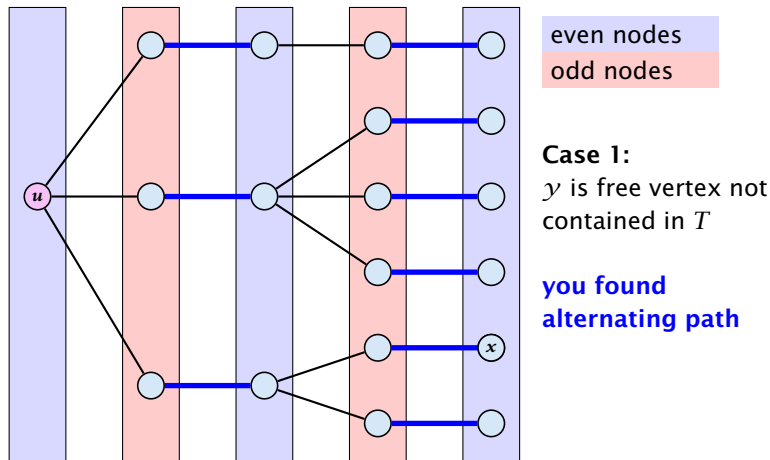 even nodes
odd nodes
Case 1:
y is free vertex not
contained in T
you found
alternating path
u
x